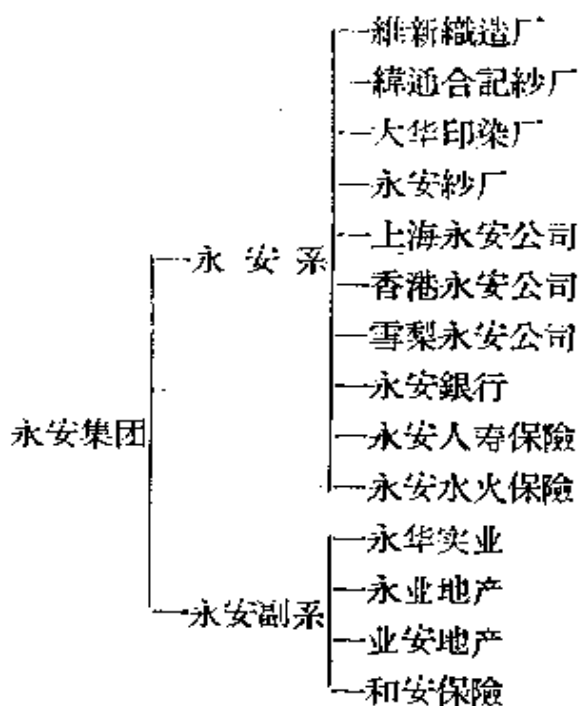 維新織造厂
緯通合記紗厂
大华印染厂
永安紗厂
上海永安公司
永安系
香港永安公司
雪梨永安公司
永安銀行
永安集团
永安人寿保險
永安水火保險
永华实业
永业地产
永安副系
业安地产
和安保險